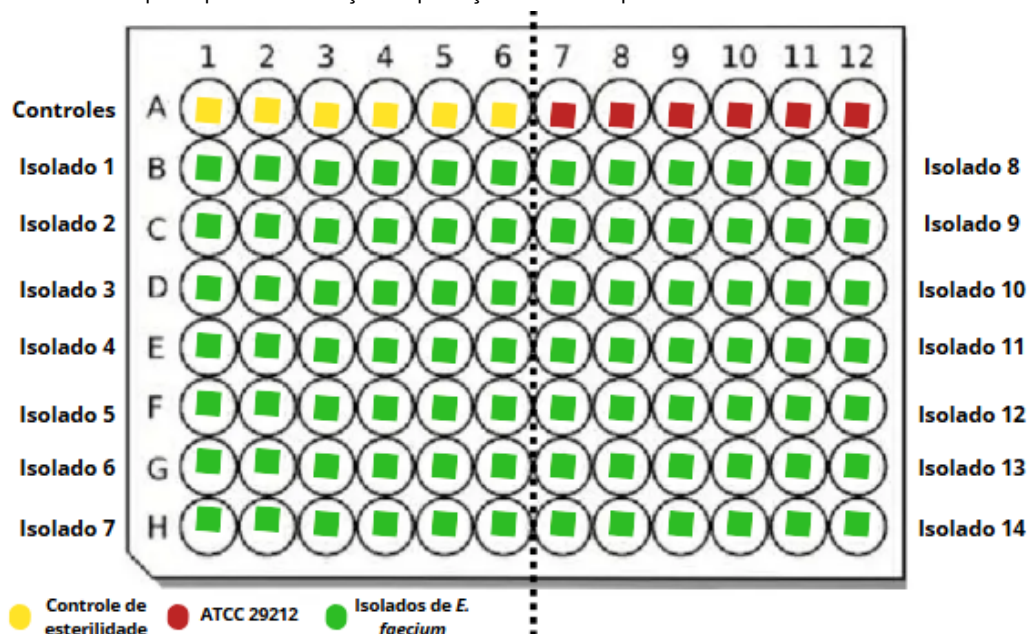 1 2 3 4 5 6 7 8 9 10 11 12
Controles A
Isolado 1 B Isolado 8
Isolado 2 C Isolado 9
Isolado 3 D Isolado 10
Isolado 4 E Isolado 11
Isolado 5 F Isolado 12
Isolado 6 G Isolado 13
Isolado 7 H Isolado 14
Controle de
esterilidade
ATCC 29212
Isolados de E.
faecium